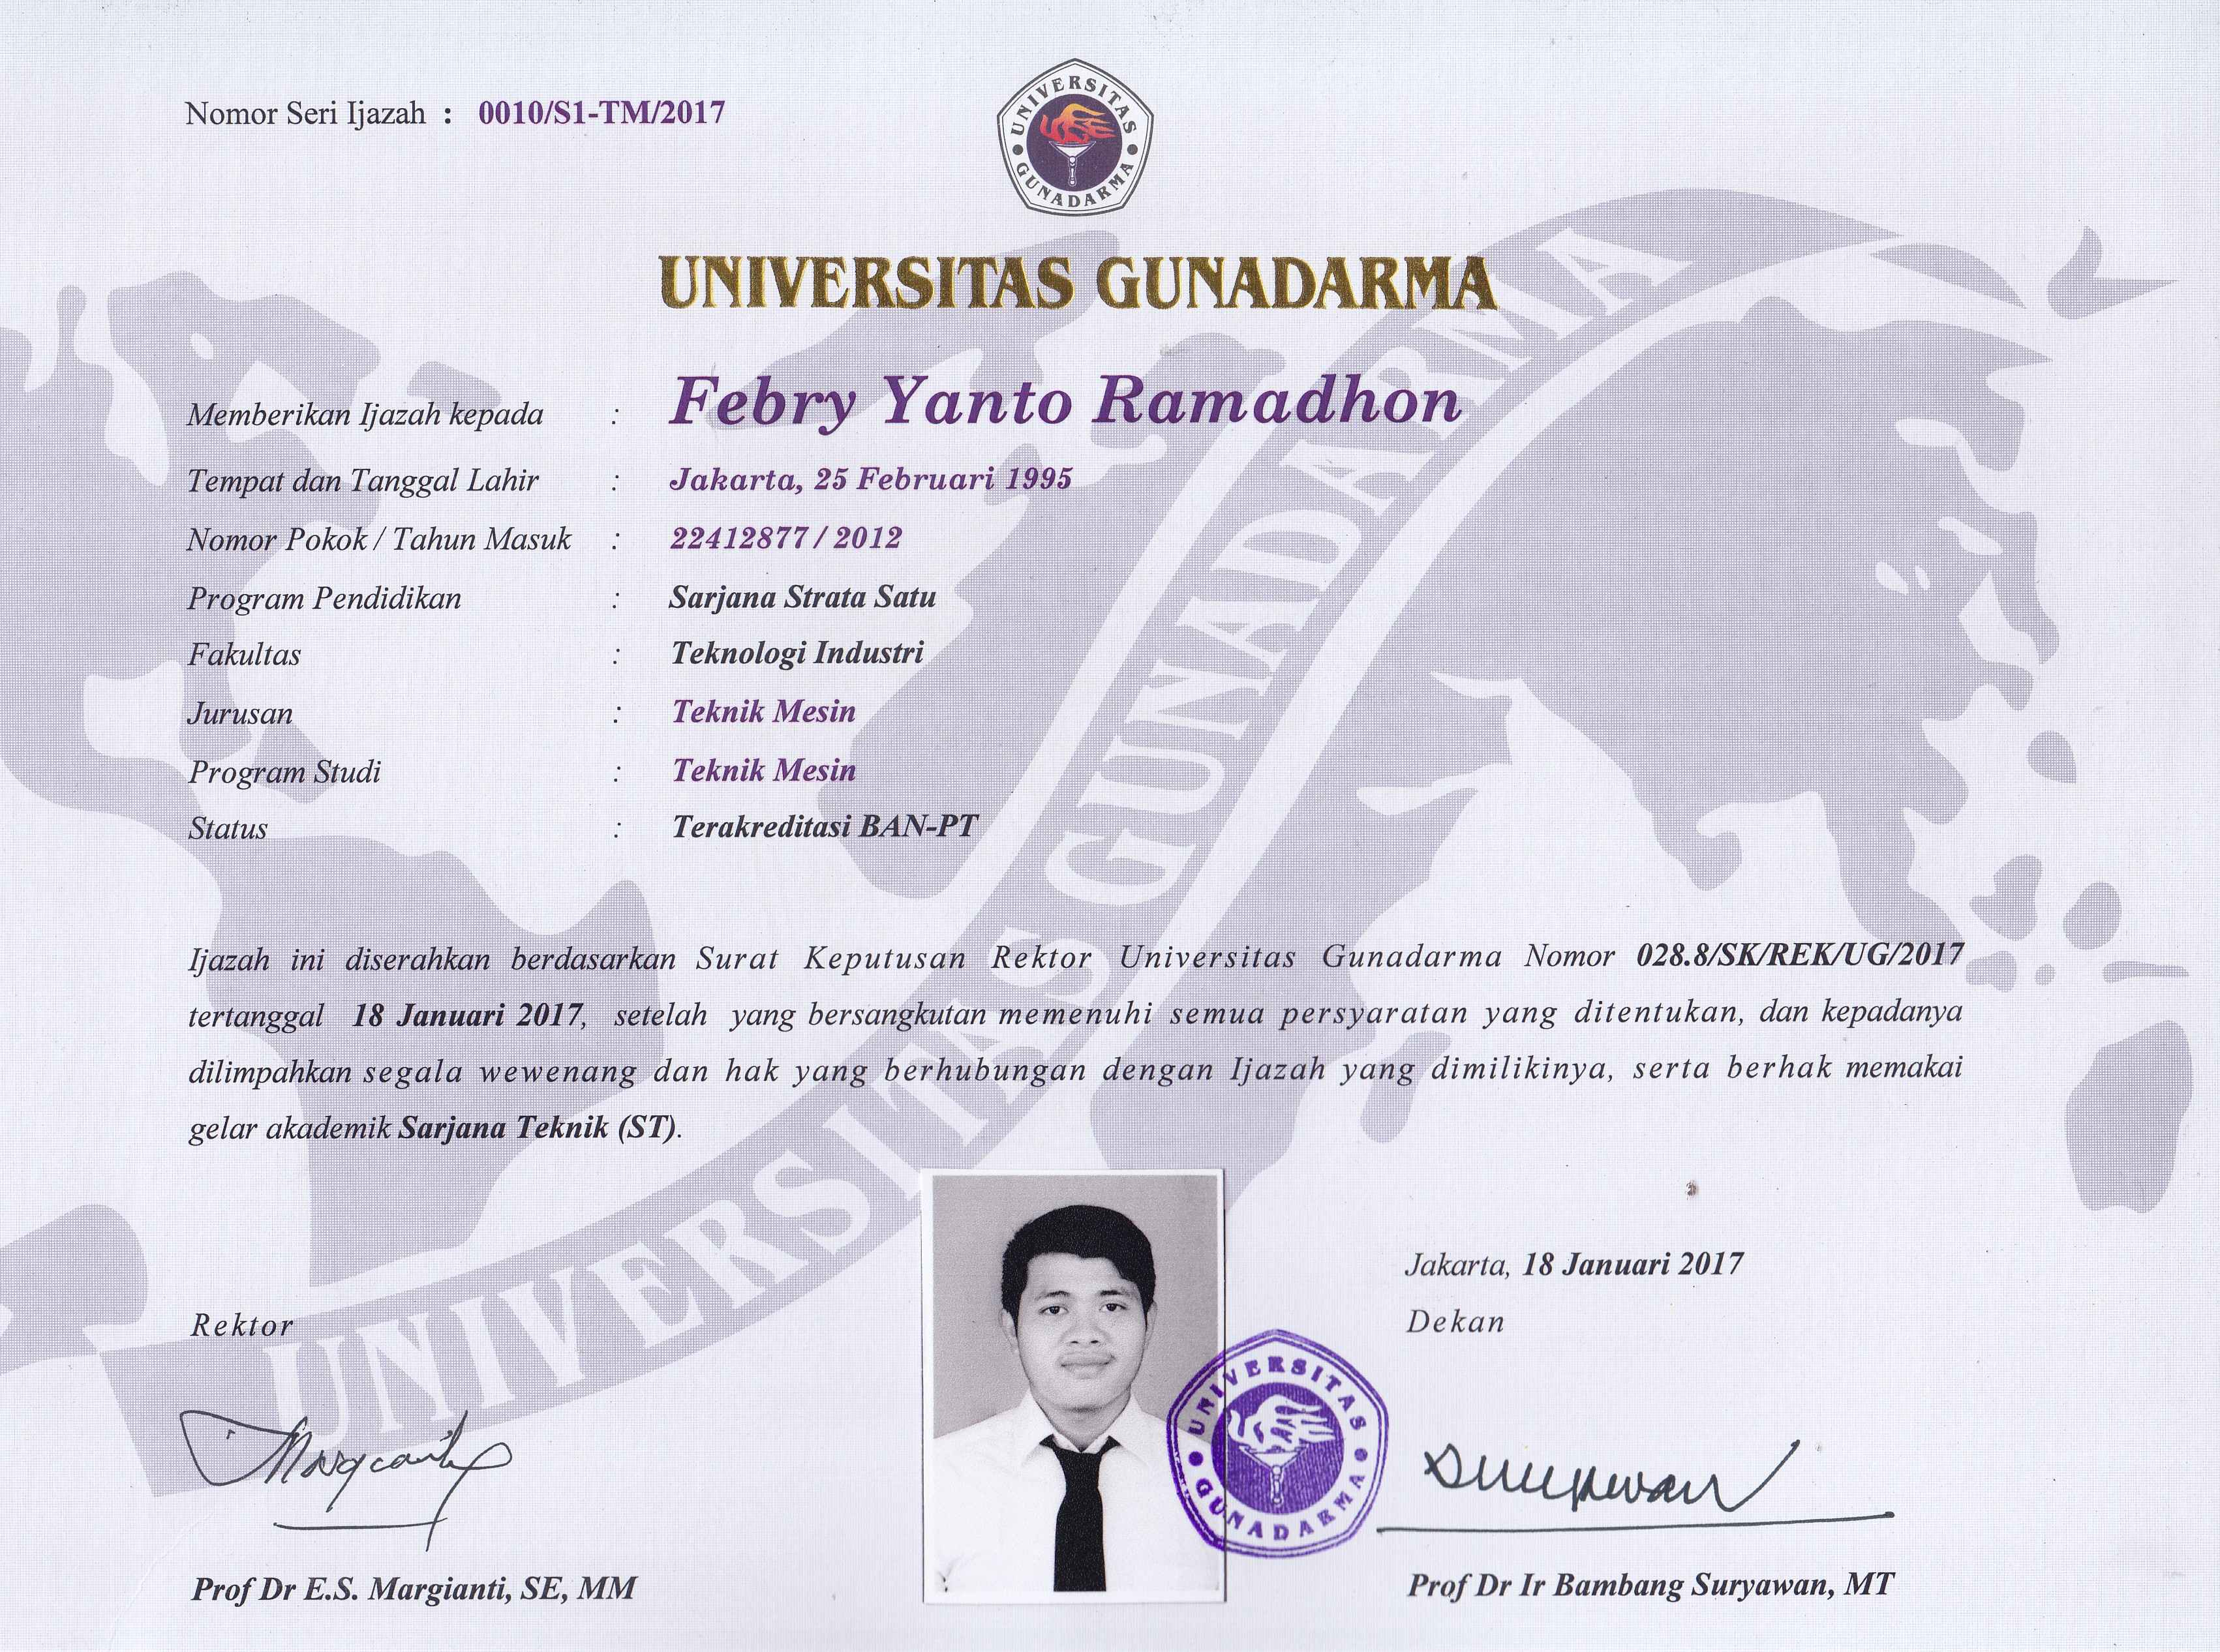 Nomor Seri Ijazah : 0010/S1-TM/2017
UNIVERSITAS GUNADARMA
UNIVERSITAS GUNADARMA
Memberikan Ijazah kepada : Febry Yanto Ramadhon
Tempat dan Tanggal Lahir : Jakarta, 25 Februari 1995
Nomor Pokok / Tahun Masuk : 22412877 / 2012
Program Pendidikan : Sarjana Strata Satu
Fakultas : Teknologi Industri
Jurusan : Teknik Mesin
Program Studi : Teknik Mesin
Status : Terakreditasi BAN-PT
Ijazah ini diserahkan berdasarkan Surat Keputusan Rektor Universitas Gunadarma Nomor 028.8/SK/REK/UG/2017
tertanggal 18 Januari 2017, setelah yang bersangkutan memenuhi semua persyaratan yang ditentukan, dan kepadanya
dilimpahkan segala wewenang dan hak yang berhubungan dengan Ijazah yang dimilikinya, serta berhak memakai
gelar akademik Sarjana Teknik (ST).
UNIVERSITAS GUNADARMA
Jakarta, 18 Januari 2017
Rektor
Dekan
UNIVERSITAS GUNADARMA
Prof Dr E.S. Margianti, SE, MM
Prof Dr Ir Bambang Suryawan, MT